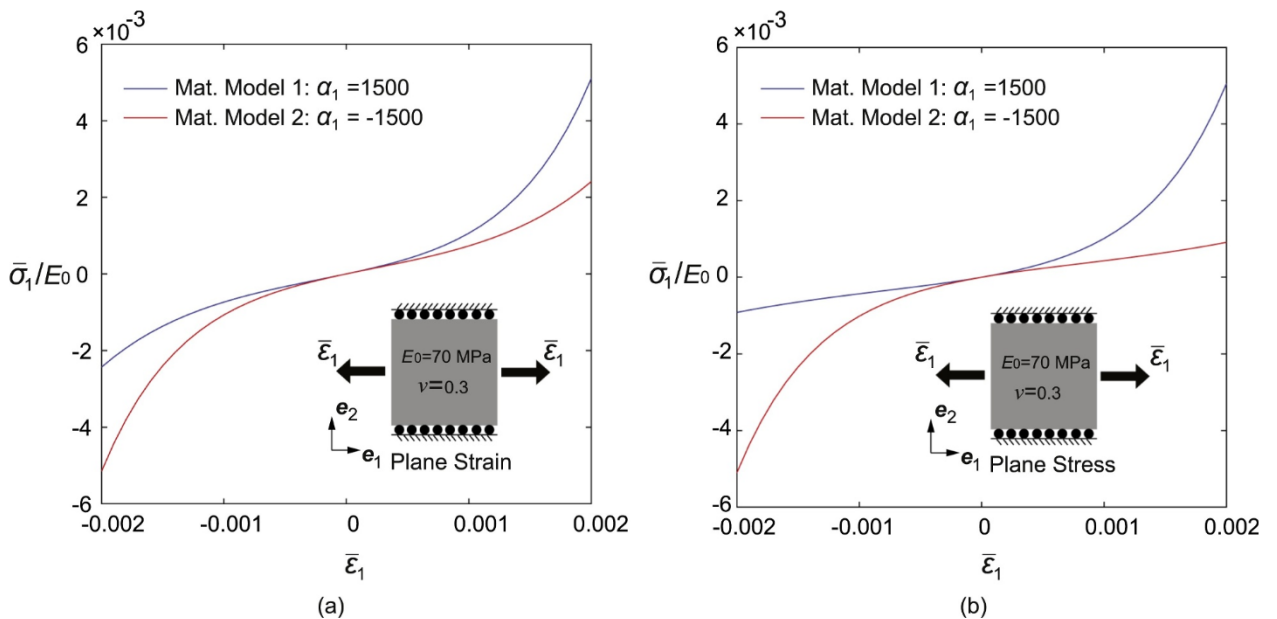 6 ×10⁻³
Mat. Model 1: α₁ =1500
Mat. Model 2: α₁ = -1500
4
2
σ̄₁/E₀ 0
-2
-4
-6
E₀=70 MPa
ν=0.3
ε̄₁
ε̄₁
e₂
e₁
Plane Strain
-0.002 -0.001 0 0.001 0.002
ε̄₁
(a)
6 ×10⁻³
Mat. Model 1: α₁ =1500
Mat. Model 2: α₁ = -1500
4
2
σ̄₁/E₀ 0
-2
-4
-6
E₀=70 MPa
ν=0.3
ε̄₁
ε̄₁
e₂
e₁
Plane Stress
-0.002 -0.001 0 0.001 0.002
ε̄₁
(b)